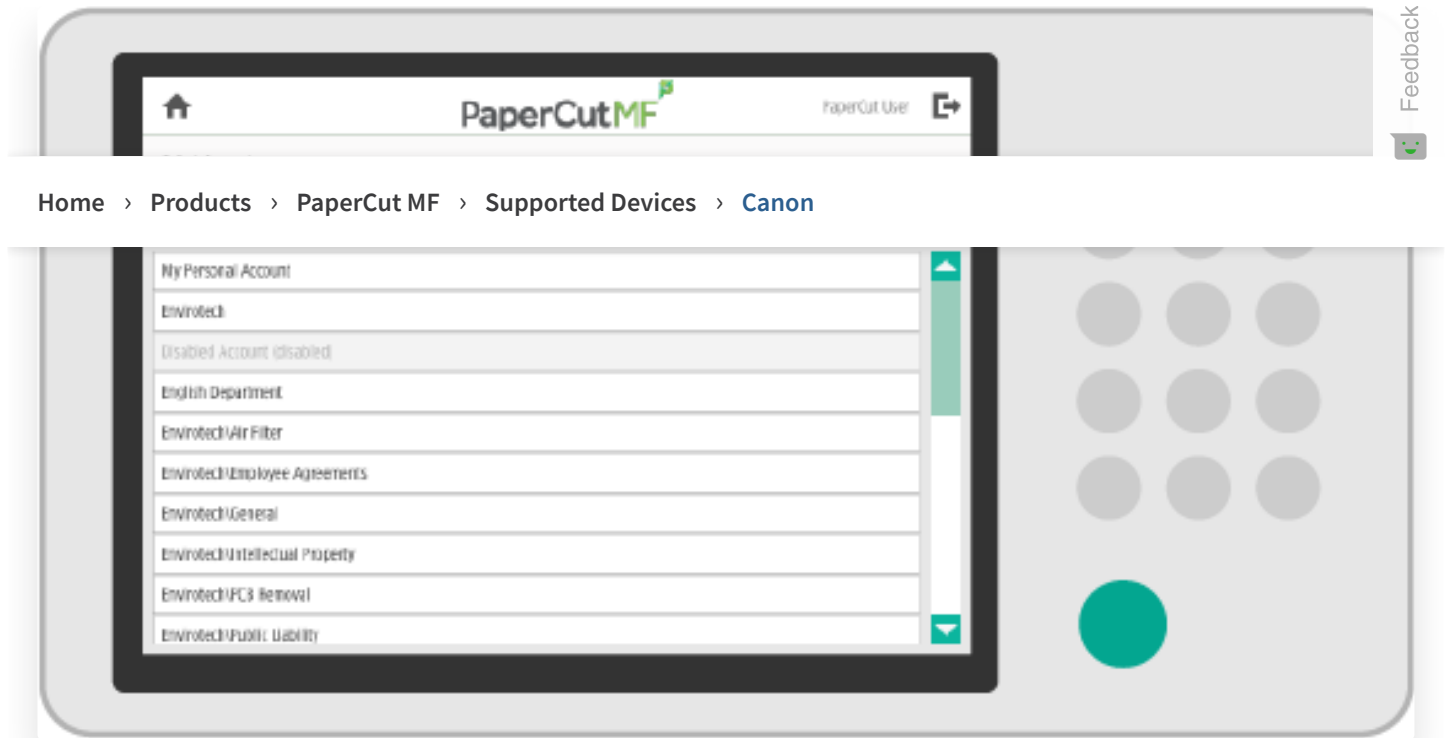 Feedback
PaperCutMF
PaperCut User
Home › Products › PaperCut MF › Supported Devices › Canon
My Personal Account
Envirotech
Disabled Account (disabled)
English Department
Envirotech\Air Filter
Envirotech\Employee Agreements
Envirotech\General
Envirotech\Intellectual Property
Envirotech\PCB Removal
Envirotech\Public Liability